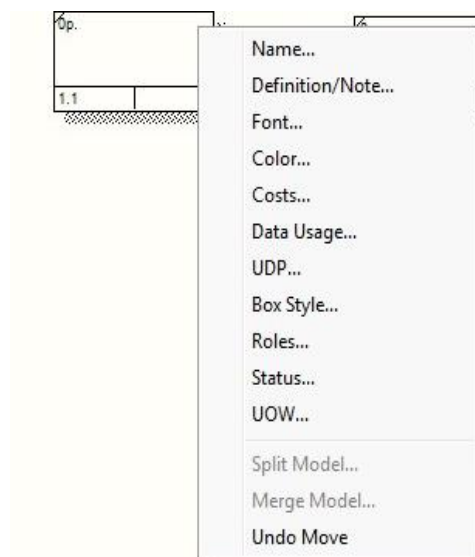 0р.
1.1
Name...
Definition/Note...
Font...
Color...
Costs...
Data Usage...
UDP...
Box Style...
Roles...
Status...
UOW...
Split Model...
Merge Model...
Undo Move